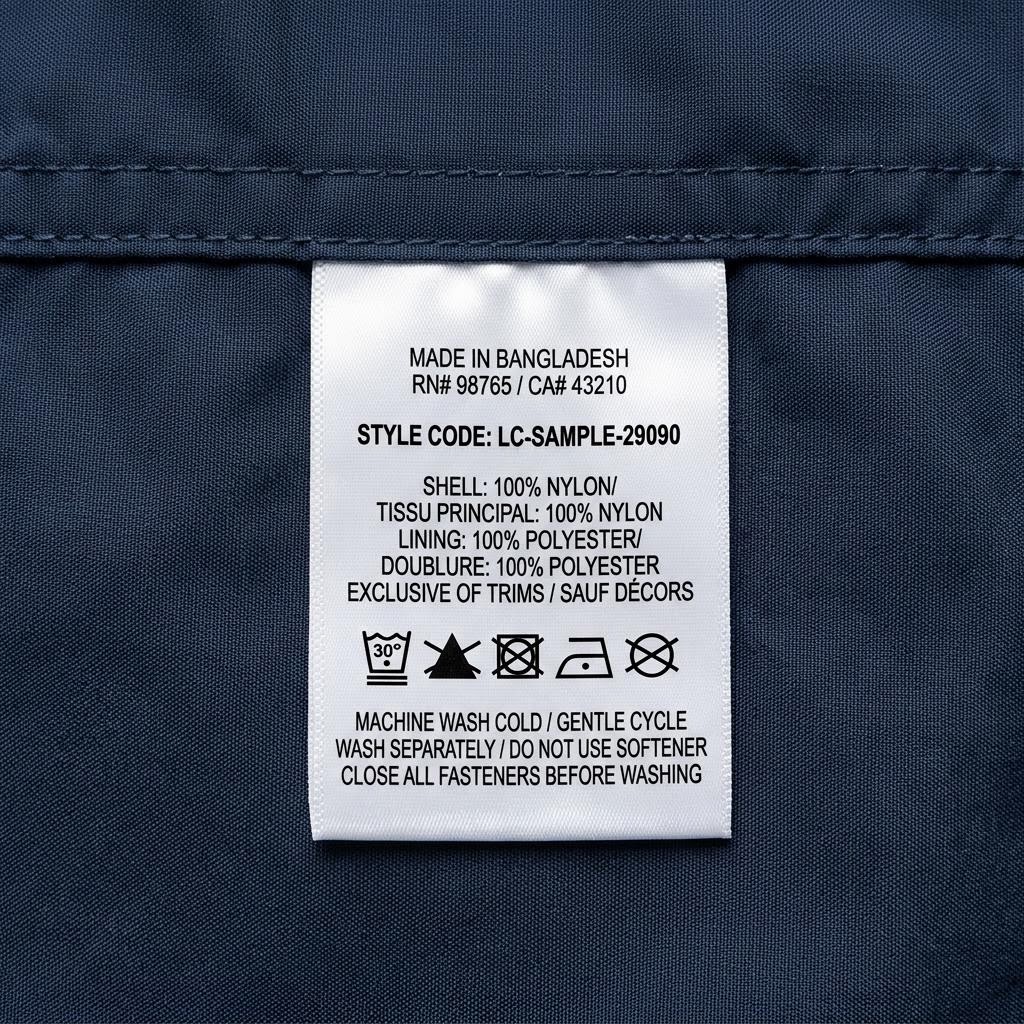 MADE IN BANGLADESH
RN# 98765 / CA# 43210
STYLE CODE: LC-SAMPLE-29090
SHELL: 100% NYLON/
TISSU PRINCIPAL: 100% NYLON
LINING: 100% POLYESTER/
DOUBLURE: 100% POLYESTER
EXCLUSIVE OF TRIMS / SAUF DÉCORS
30°
MACHINE WASH COLD / GENTLE CYCLE
WASH SEPARATELY / DO NOT USE SOFTENER
CLOSE ALL FASTENERS BEFORE WASHING